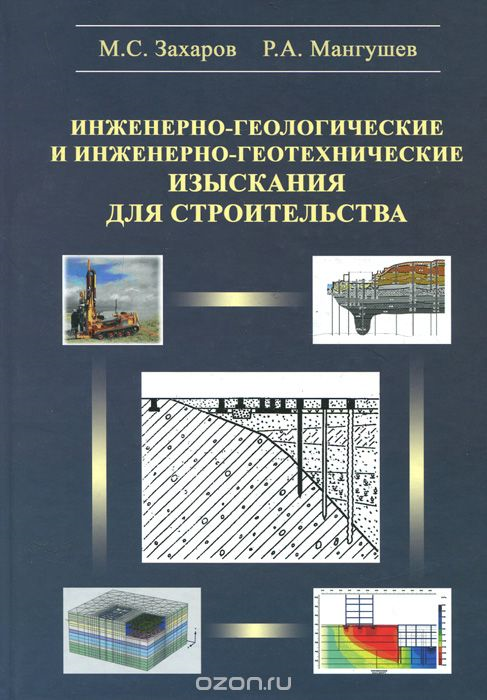 М.С. Захаров Р.А. Мангушев
ИНЖЕНЕРНО-ГЕОЛОГИЧЕСКИЕ
И ИНЖЕНЕРНО-ГЕОТЕХНИЧЕСКИЕ
ИЗЫСКАНИЯ
ДЛЯ СТРОИТЕЛЬСТВА
ozon.ru